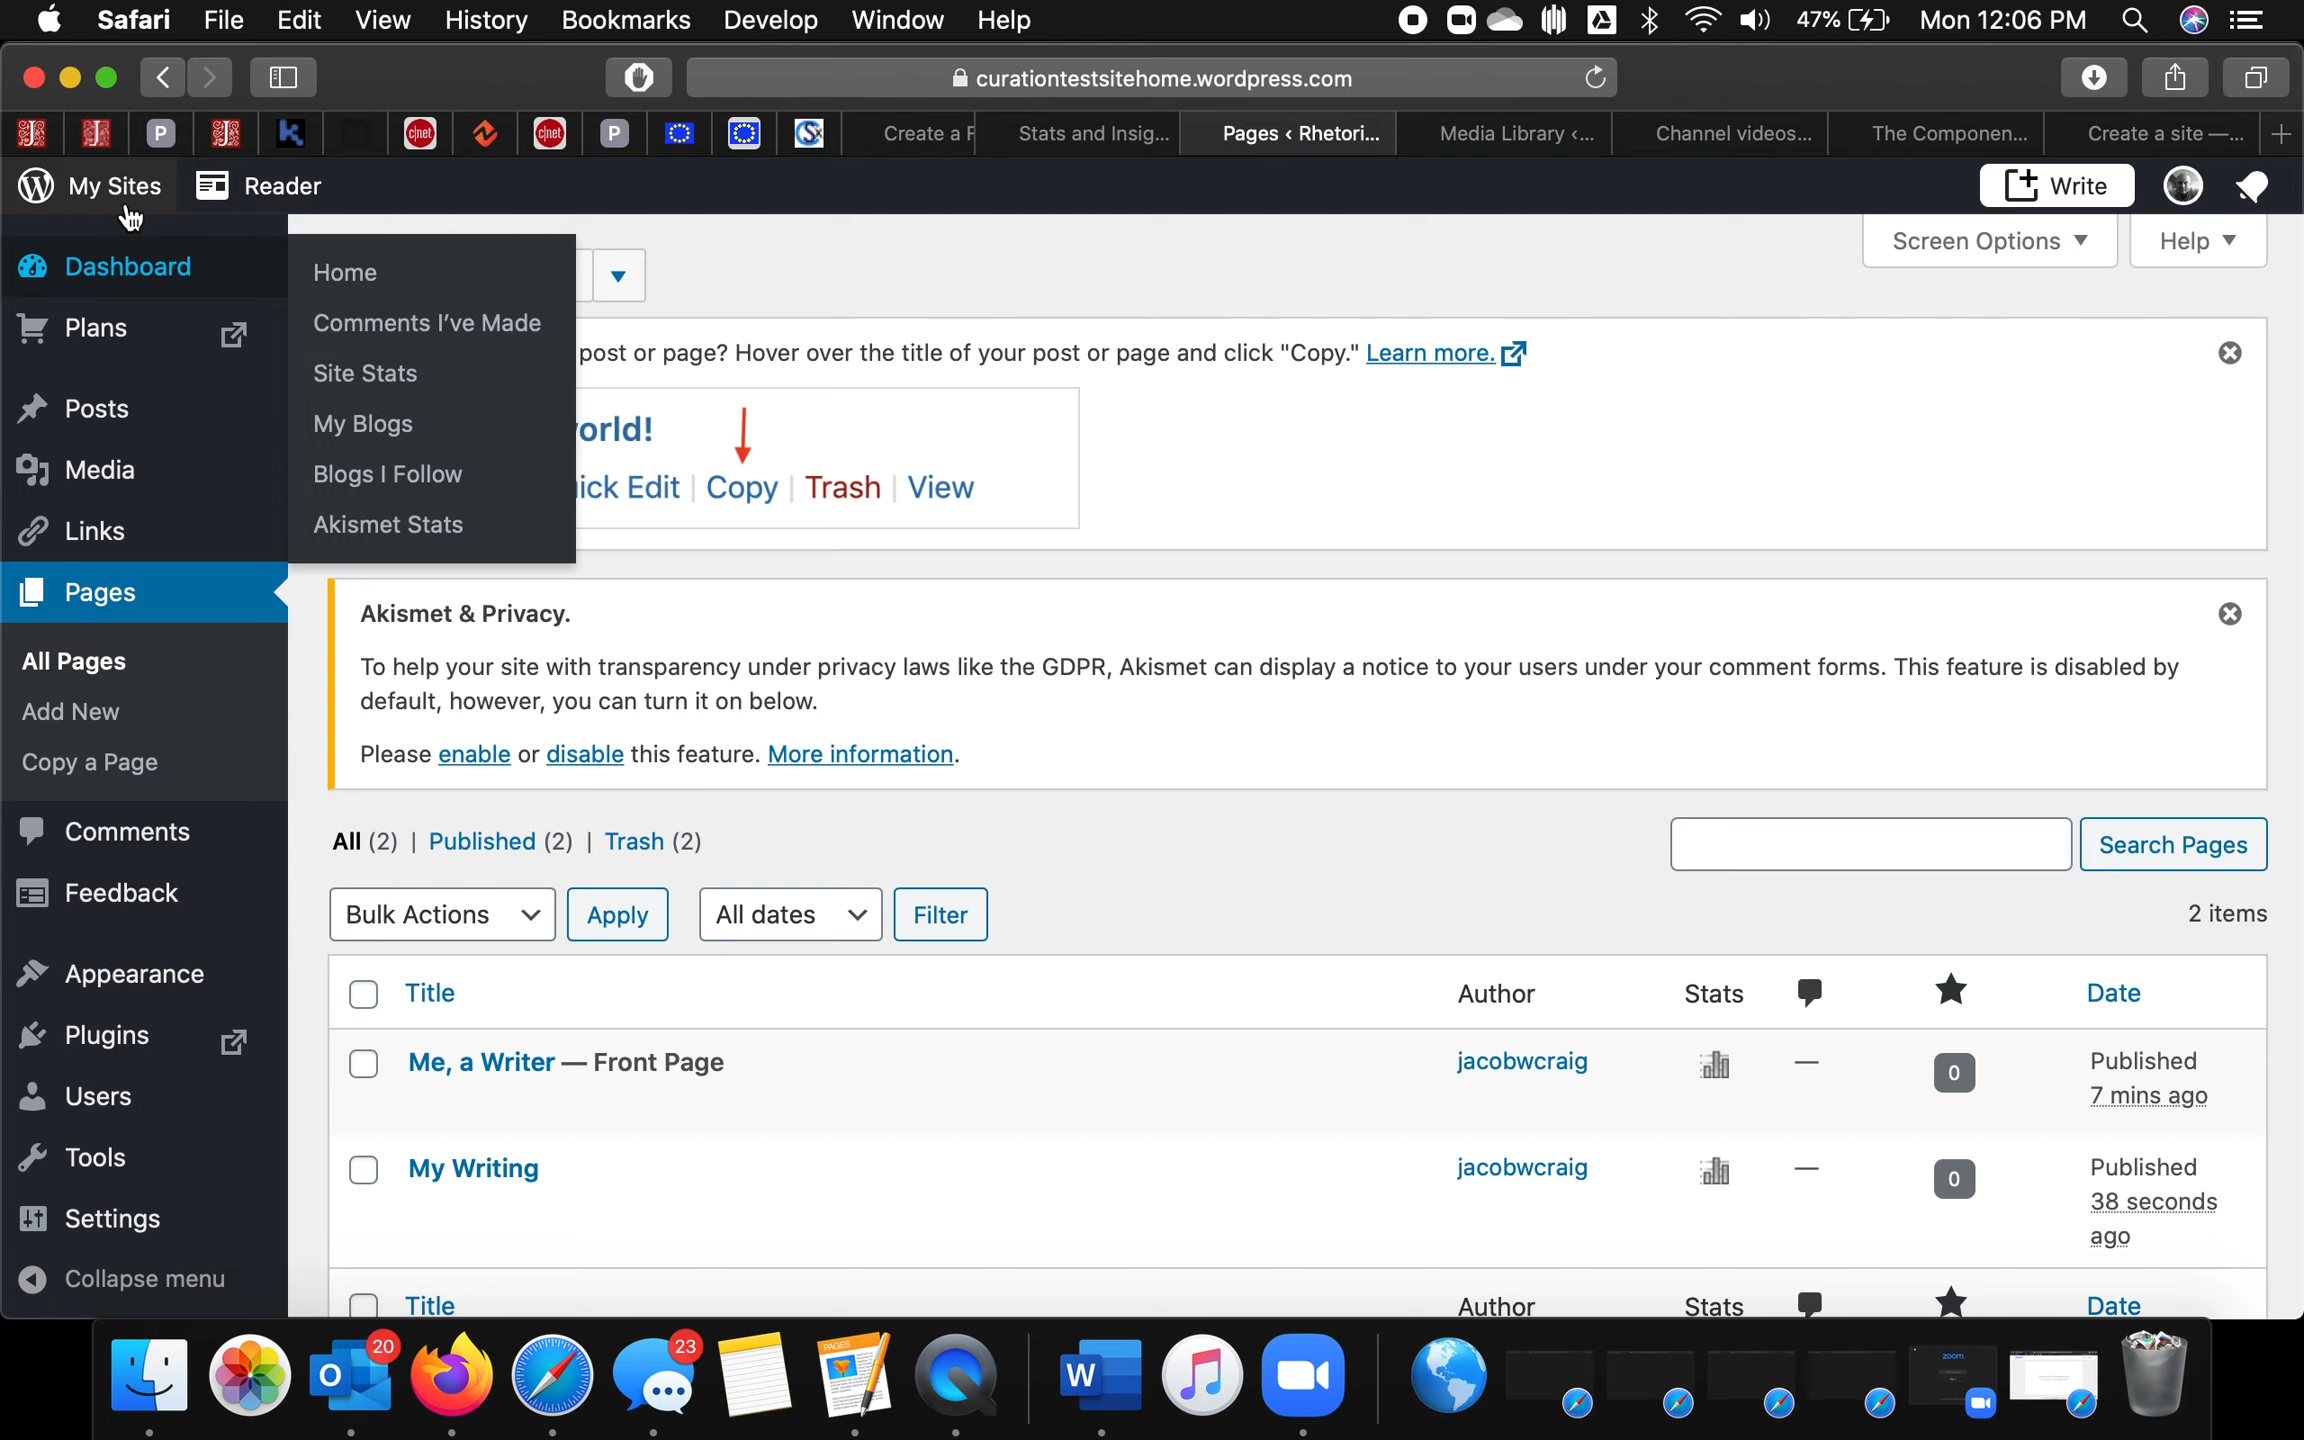 Safari File Edit View History Bookmarks Develop Window Help 47% Mon 12:06 PM
curationtestsitehome.wordpress.com
P c|net c|net P Create a F Stats and Insig... Pages < Rhetori... Media Library <... Channel videos... The Componen... Create a site —...
My Sites Reader Write
Screen Options Help
Dashboard
Plans
Posts
Media
Links
Pages
All Pages
Add New
Copy a Page
Comments
Feedback
Appearance
Plugins
Users
Tools
Settings
Collapse menu
Home
Comments I've Made
Site Stats
My Blogs
Blogs I Follow
Akismet Stats
post or page? Hover over the title of your post or page and click "Copy." Learn more.
orld!
ick Edit | Copy | Trash | View
Akismet & Privacy.
To help your site with transparency under privacy laws like the GDPR, Akismet can display a notice to your users under your comment forms. This feature is disabled by
default, however, you can turn it on below.
Please enable or disable this feature. More information.
All (2) | Published (2) | Trash (2)
Search Pages
Bulk Actions Apply All dates Filter
2 items
Title Author Stats Date
Me, a Writer — Front Page jacobwcraig — 0 Published
7 mins ago
My Writing jacobwcraig — 0 Published
38 seconds
ago
Title Author Stats Date
20 23
O W
PAGES
zoom